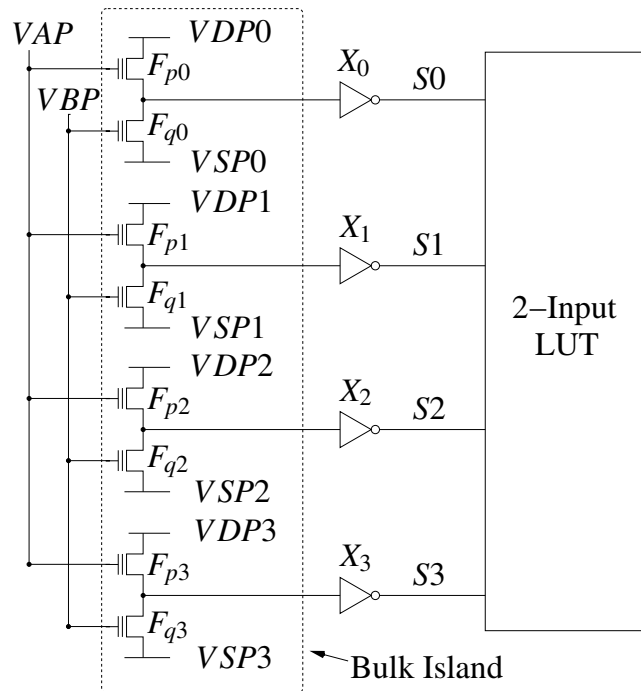 VAP
VDP0
F_p0
X_0
S0
VBP
F_q0
VSP0
VDP1
F_p1
X_1
S1
F_q1
VSP1
2−Input
LUT
VDP2
F_p2
X_2
S2
F_q2
VSP2
VDP3
F_p3
X_3
S3
F_q3
VSP3
Bulk Island